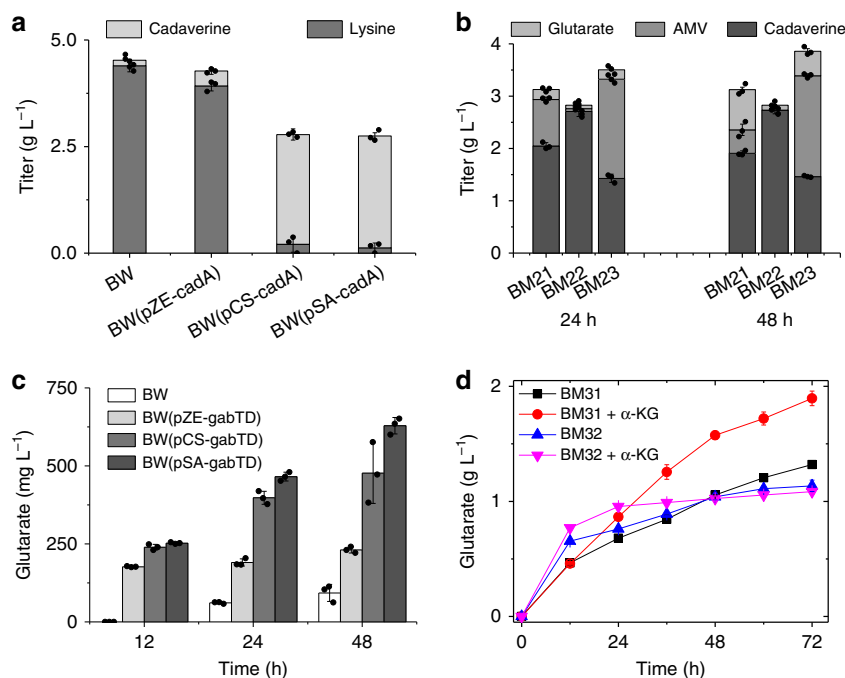 a
Cadaverine
Lysine
5.0
2.5
0.0
Titer (g L⁻¹)
BW
BW(pZE-cadA)
BW(pCS-cadA)
BW(pSA-cadA)
b
Glutarate
AMV
Cadaverine
4
3
2
1
0
Titer (g L⁻¹)
BM21
BM22
BM23
BM21
BM22
BM23
24 h
48 h
c
BW
BW(pZE-gabTD)
BW(pCS-gabTD)
BW(pSA-gabTD)
750
500
250
0
Glutarate (mg L⁻¹)
12
24
48
Time (h)
d
BM31
BM31 + α-KG
BM32
BM32 + α-KG
2
1
0
Glutarate (g L⁻¹)
0
24
48
72
Time (h)